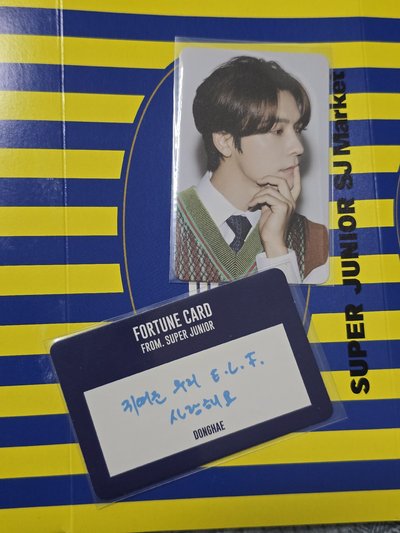 SUPER JUNIOR SJ Market
FORTUNE CARD
FROM. SUPER JUNIOR
귀여운 우리 E.L.F.
사랑해요
DONGHAE